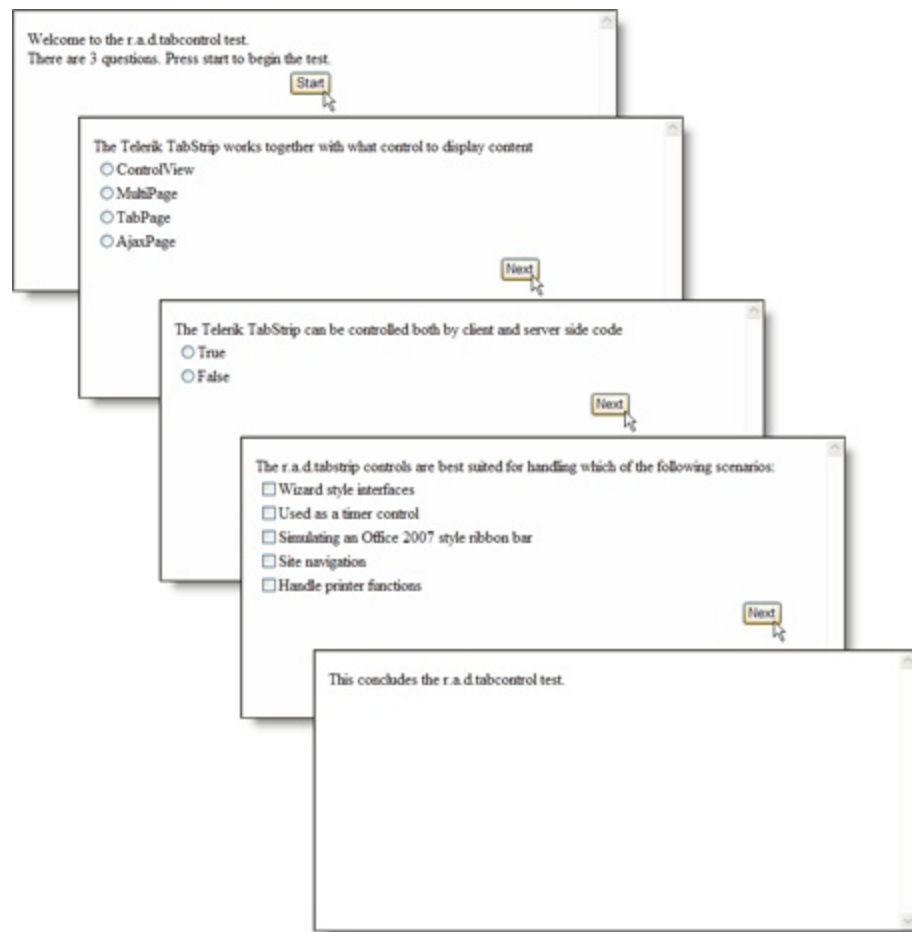 Welcome to the r.a.d.tabcontrol test.
There are 3 questions. Press start to begin the test.
Start
The Telerik TabStrip works together with what control to display content
ControlView
MultiPage
TabPage
AjaxPage
Next
The Telerik TabStrip can be controlled both by client and server side code
True
False
Next
The r.a.d.tabstrip controls are best suited for handling which of the following scenarios:
Wizard style interfaces
Used as a timer control
Simulating an Office 2007 style ribbon bar
Site navigation
Handle printer functions
Next
This concludes the r.a.d.tabcontrol test.